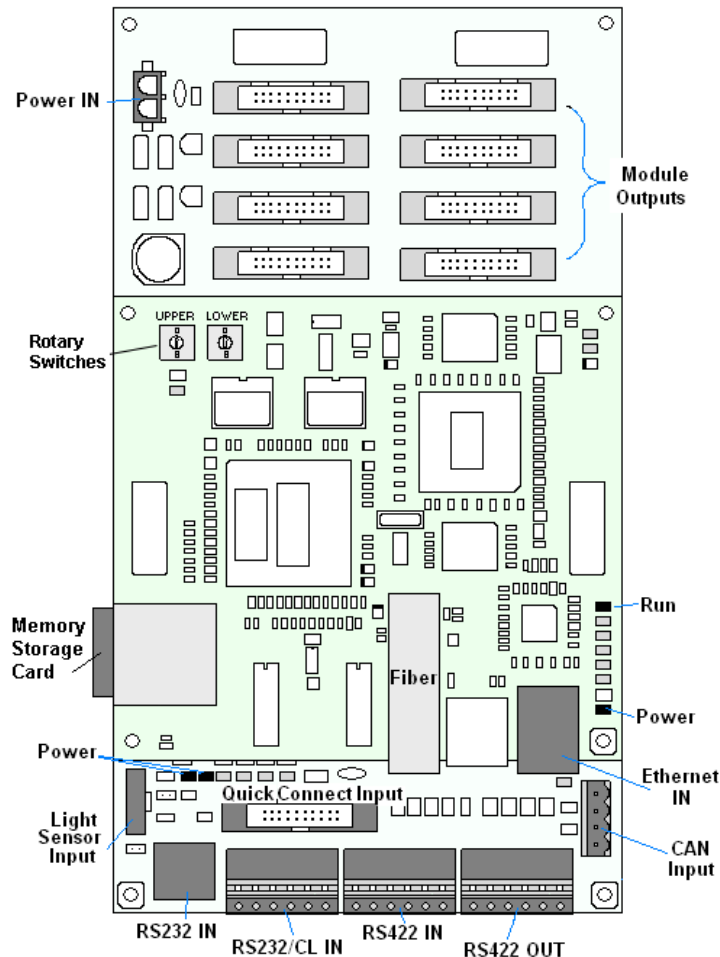 Power IN
Module
Outputs
UPPER LOWER
Rotary
Switches
Run
Memory
Storage
Card
Fiber
Power
Power
Ethernet
IN
Quick Connect Input
Light
Sensor
Input
CAN
Input
RS232 IN
RS232/CL IN
RS422 IN
RS422 OUT